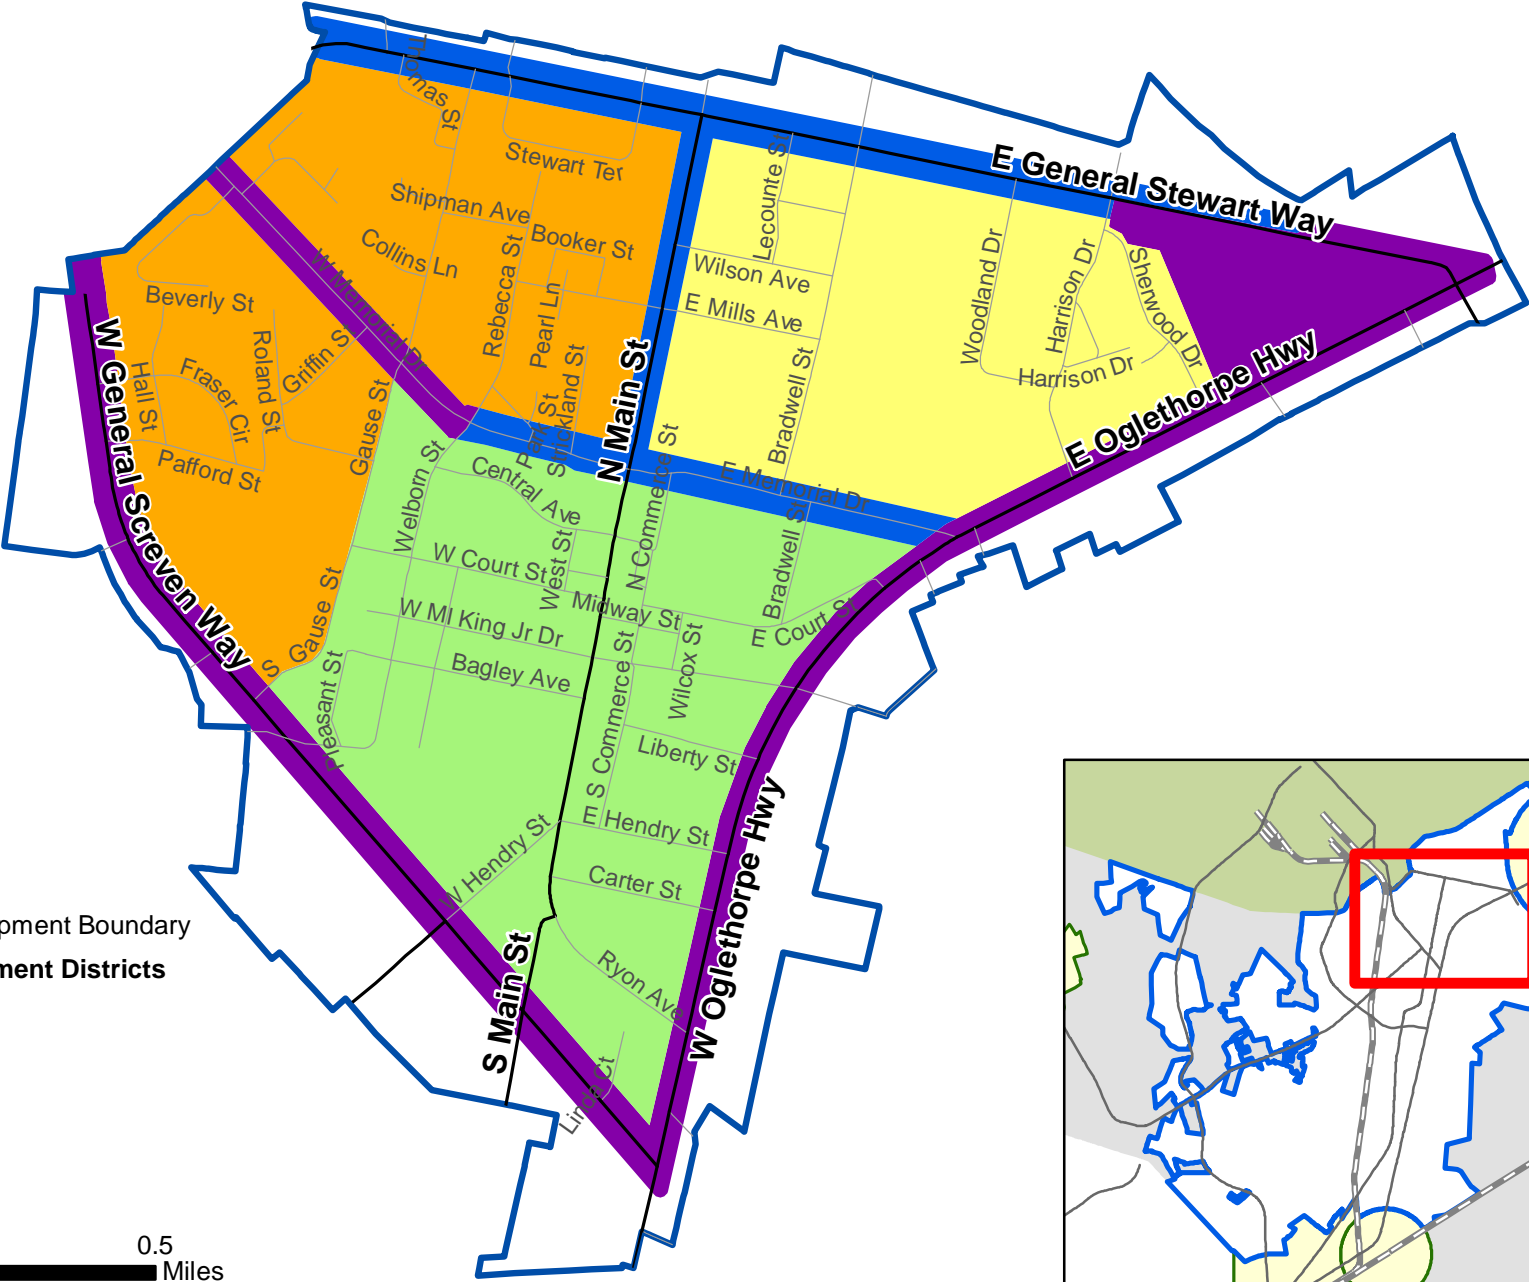 Thomas St
Stewart Ter
E General Stewart Way
Lecounte St
Shipman Ave
Booker St
Collins Ln
W Memorial Dr
Rebecca St
Pearl Ln
Wilson Ave
E Mills Ave
Woodland Dr
Harrison Dr
Sherwood Dr
Harrison Dr
Beverly St
Roland St
Griffin S
Hall St
Fraser Cir
Pafford St
Gause St
W General Screven Way
Park St
Strickland St
N Main St
Bradwell St
E Oglethorpe Hwy
Welborn St
Central Ave
N Commerce St
E Memorial Dr
W Court St
West St
Bradwell St
Midway St
E Court St
W Ml King Jr Dr
S Gause St
Bagley Ave
Pleasant St
S Commerce St
Wilcox St
Liberty St
E Hendry St
W Hendry St
Carter St
W Oglethorpe Hwy
S Main St
Ryon Ave
Linda Ct
pment Boundary
ment Districts
0.5
Miles